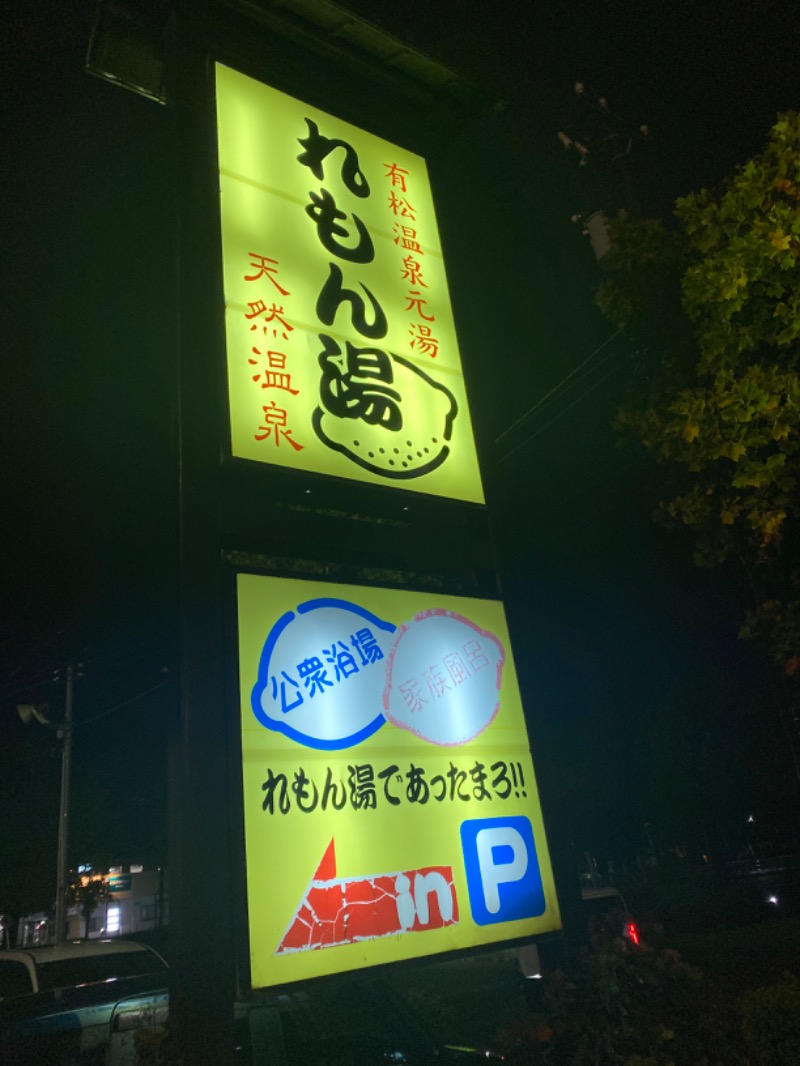 有松温泉元湯
れもん湯
天然温泉
公衆浴場
家族風呂
れもん湯であったまろ!!
in
P